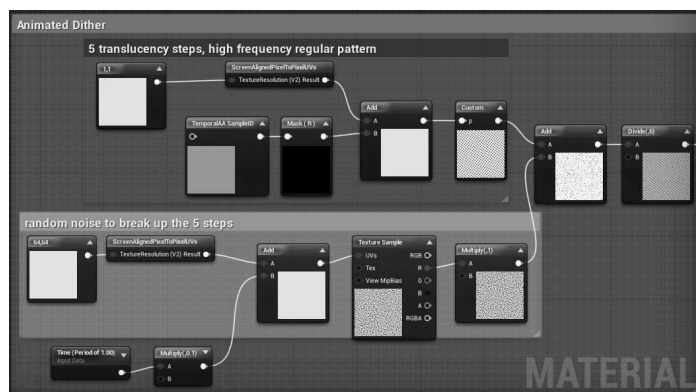 Animated Dither
5 translucency steps, high frequency regular pattern
1,1
ScreenAlignedPixelToPixelUVs
TextureResolution (V2) Result
TemporalAA SampleID
Mask ( R )
Add
A
B
Custom
p
Add
A
B
Divide(,6)
A
B
random noise to break up the 5 steps
64,64
ScreenAlignedPixelToPixelUVs
TextureResolution (V2) Result
Add
A
B
Texture Sample
UVs
Tex
View MipBias
RGB
R
G
B
A
RGBA
Multiply(,1)
A
B
Time (Period of 1.00)
Input Data
Multiply(,0.1)
A
B
MATERIAL